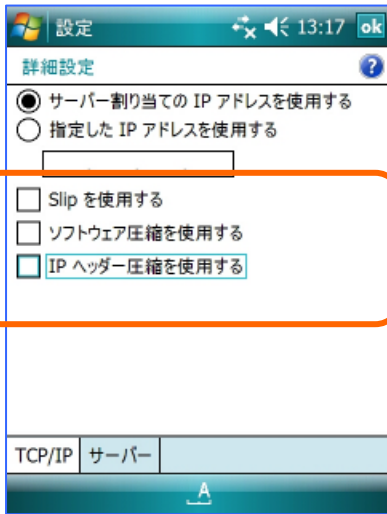 設定 13:17 ok
詳細設定 ?
サーバー割り当ての IP アドレスを使用する
指定した IP アドレスを使用する
Slip を使用する
ソフトウェア圧縮を使用する
IP ヘッダー圧縮を使用する
TCP/IP サーバー
A